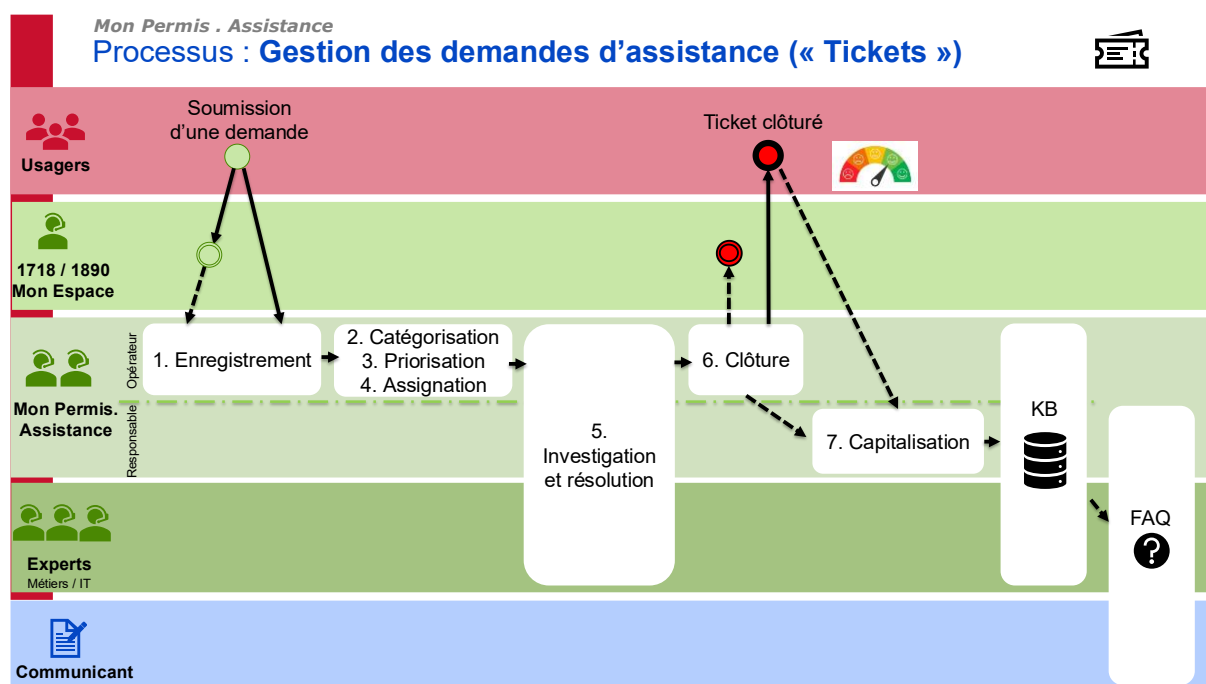 Mon Permis . Assistance
Processus : Gestion des demandes d’assistance (« Tickets »)
Usagers
Soumission
d’une demande
Ticket clôturé
1718 / 1890
Mon Espace
Mon Permis.
Assistance
Opérateur
Responsable
1. Enregistrement
2. Catégorisation
3. Priorisation
4. Assignation
5.
Investigation
et résolution
6. Clôture
7. Capitalisation
KB
FAQ
?
Experts
Métiers / IT
Communicant